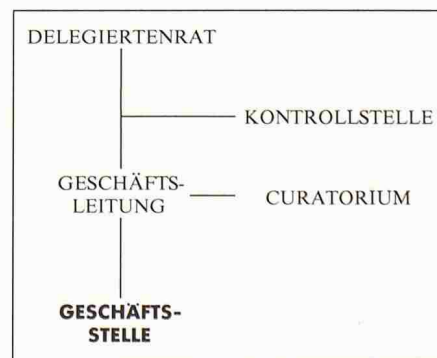 DELEGIERTENRAT
KONTROLLSTELLE
GESCHÄFTS-
LEITUNG
CURATORIUM
GESCHÄFTS-
STELLE